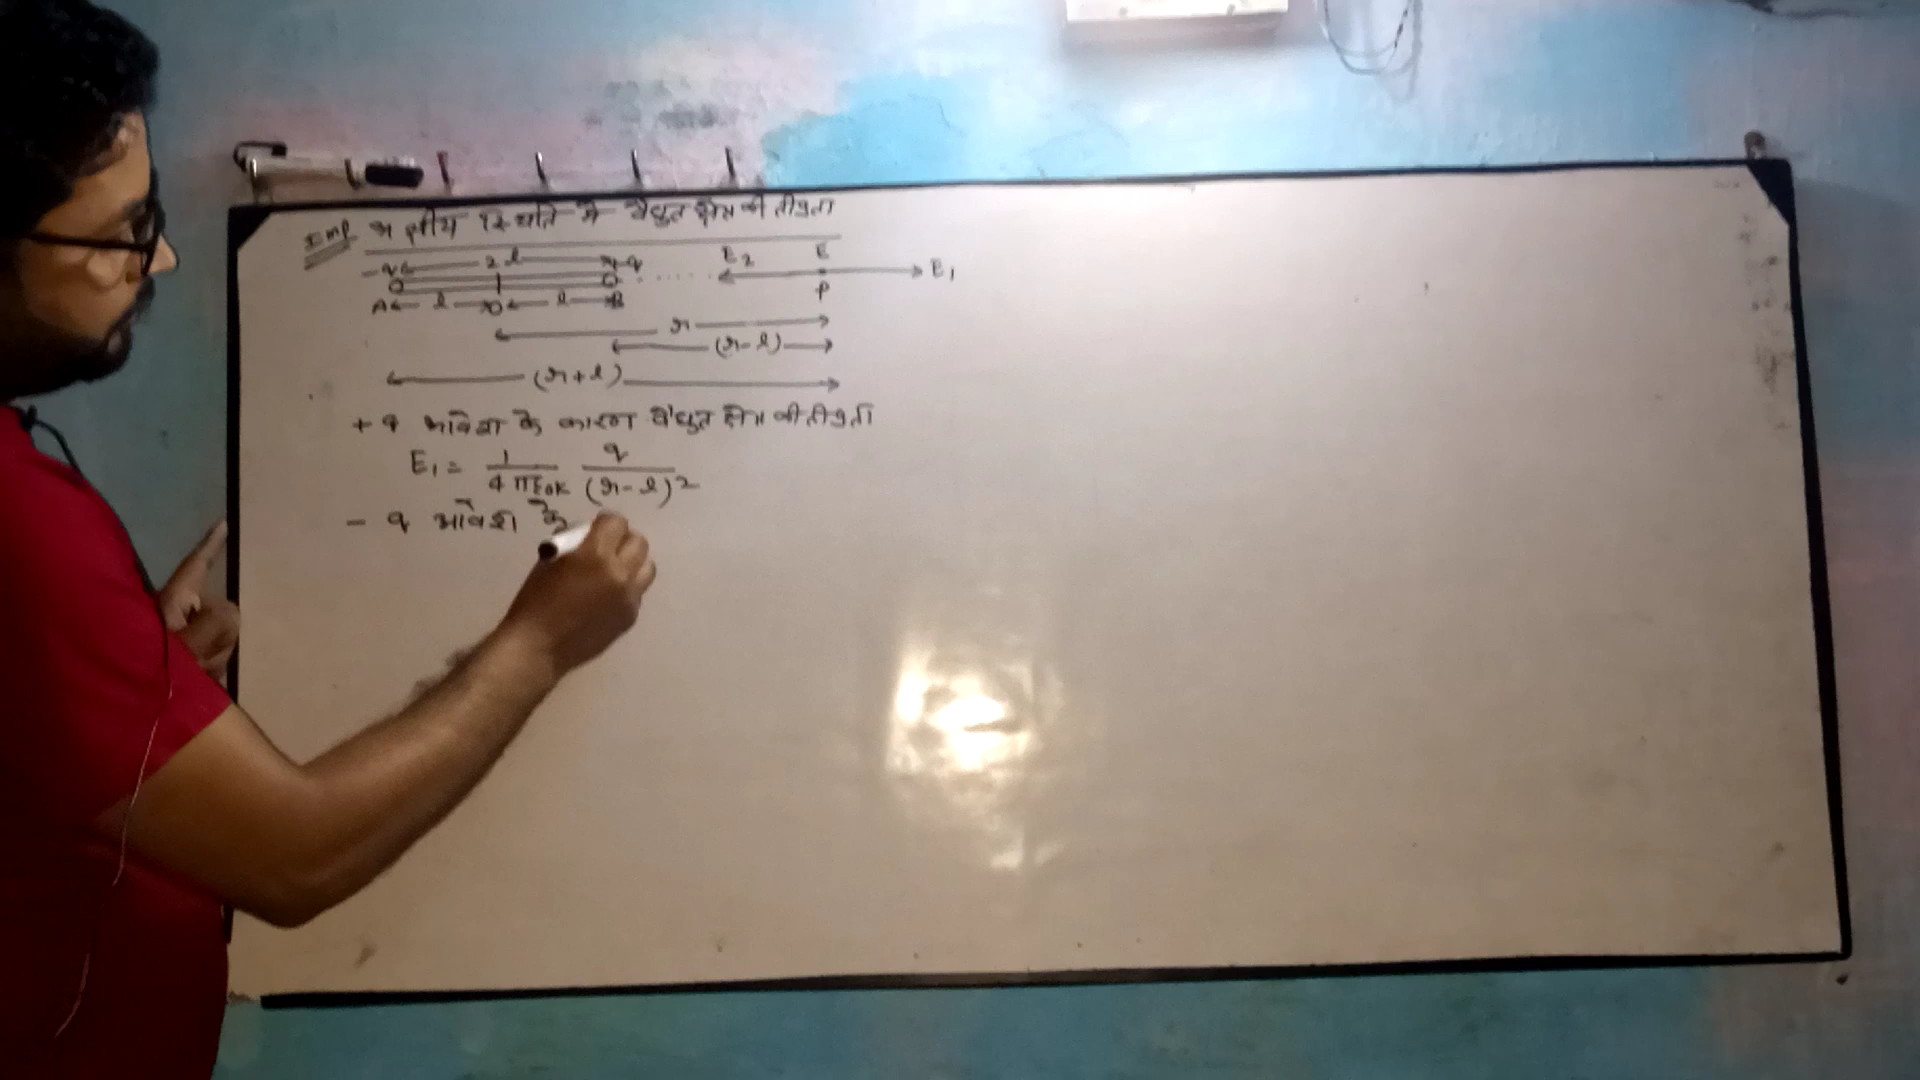 Imp अक्षीय स्थिति मे वैद्युत क्षेत्र की तीव्रता
-q 2l +q E2 E E1
A l O l B P
r
(r-l)
(r+l)
+q आवेश के कारण वैद्युत क्षेत्र की तीव्रता
E1 = 1/4πε0K q/(r-l)²
- q आवेश के